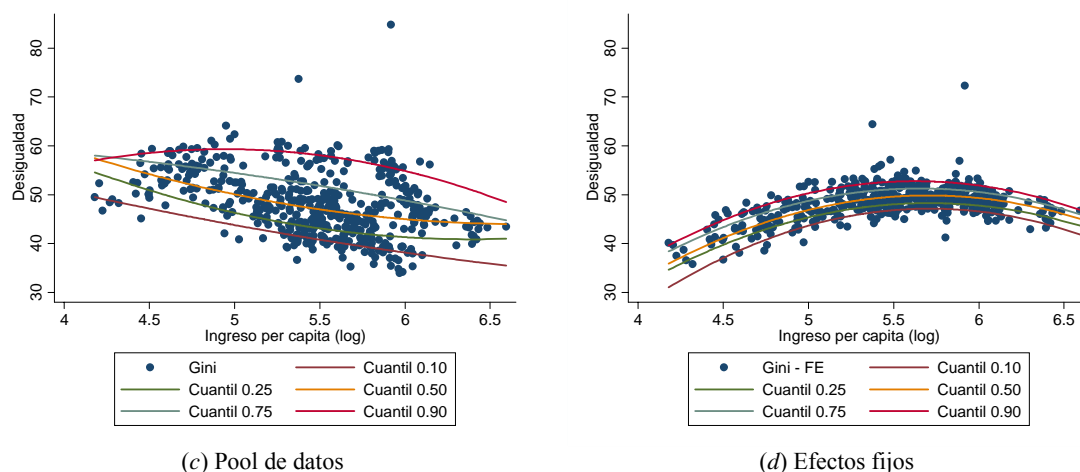 80
70
60
50
40
30
Desigualdad
4
4.5
5
5.5
6
6.5
Ingreso per capita (log)
Gini
Cuantil 0.10
Cuantil 0.25
Cuantil 0.50
Cuantil 0.75
Cuantil 0.90
(c) Pool de datos
80
70
60
50
40
30
Desigualdad
4
4.5
5
5.5
6
6.5
Ingreso per capita (log)
Gini - FE
Cuantil 0.10
Cuantil 0.25
Cuantil 0.50
Cuantil 0.75
Cuantil 0.90
(d) Efectos fijos